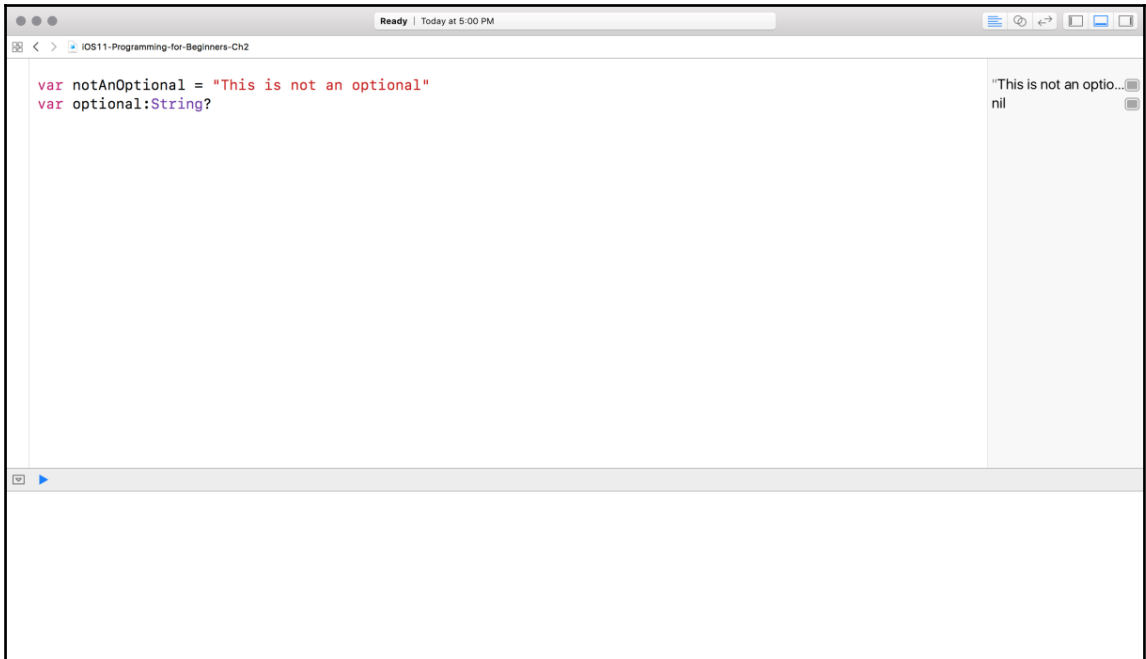 Ready | Today at 5:00 PM
iOS11-Programming-for-Beginners-Ch2
var notAnOptional = "This is not an optional"
"This is not an optio...
var optional:String?
nil